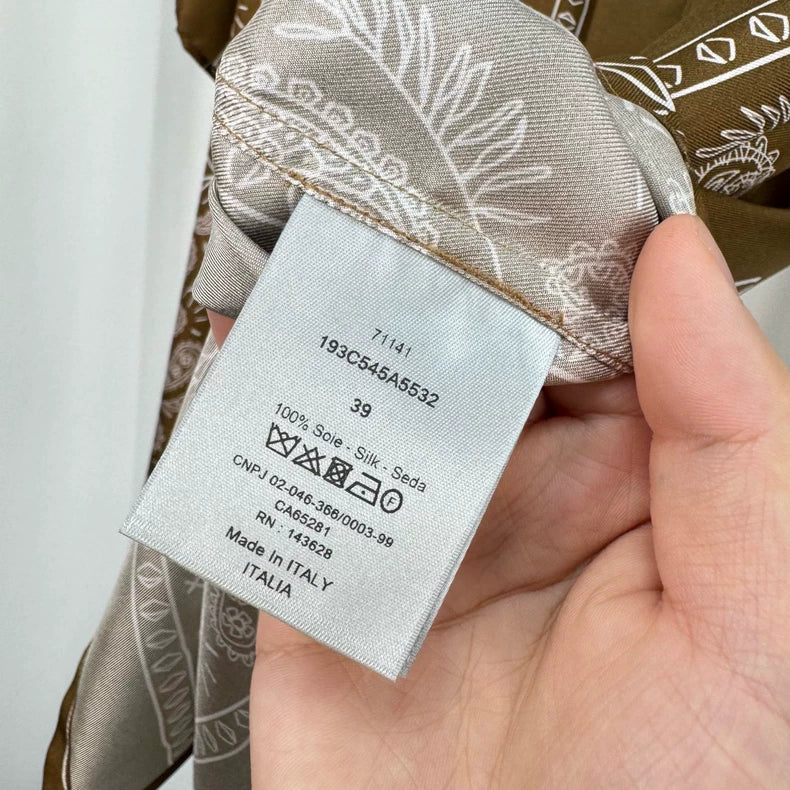 71141
193C545A5532
39
100% Soie - Silk - Seda
F
CNPJ 02-046-366/0003-99
CA65281
RN : 143628
Made In ITALY
ITALIA